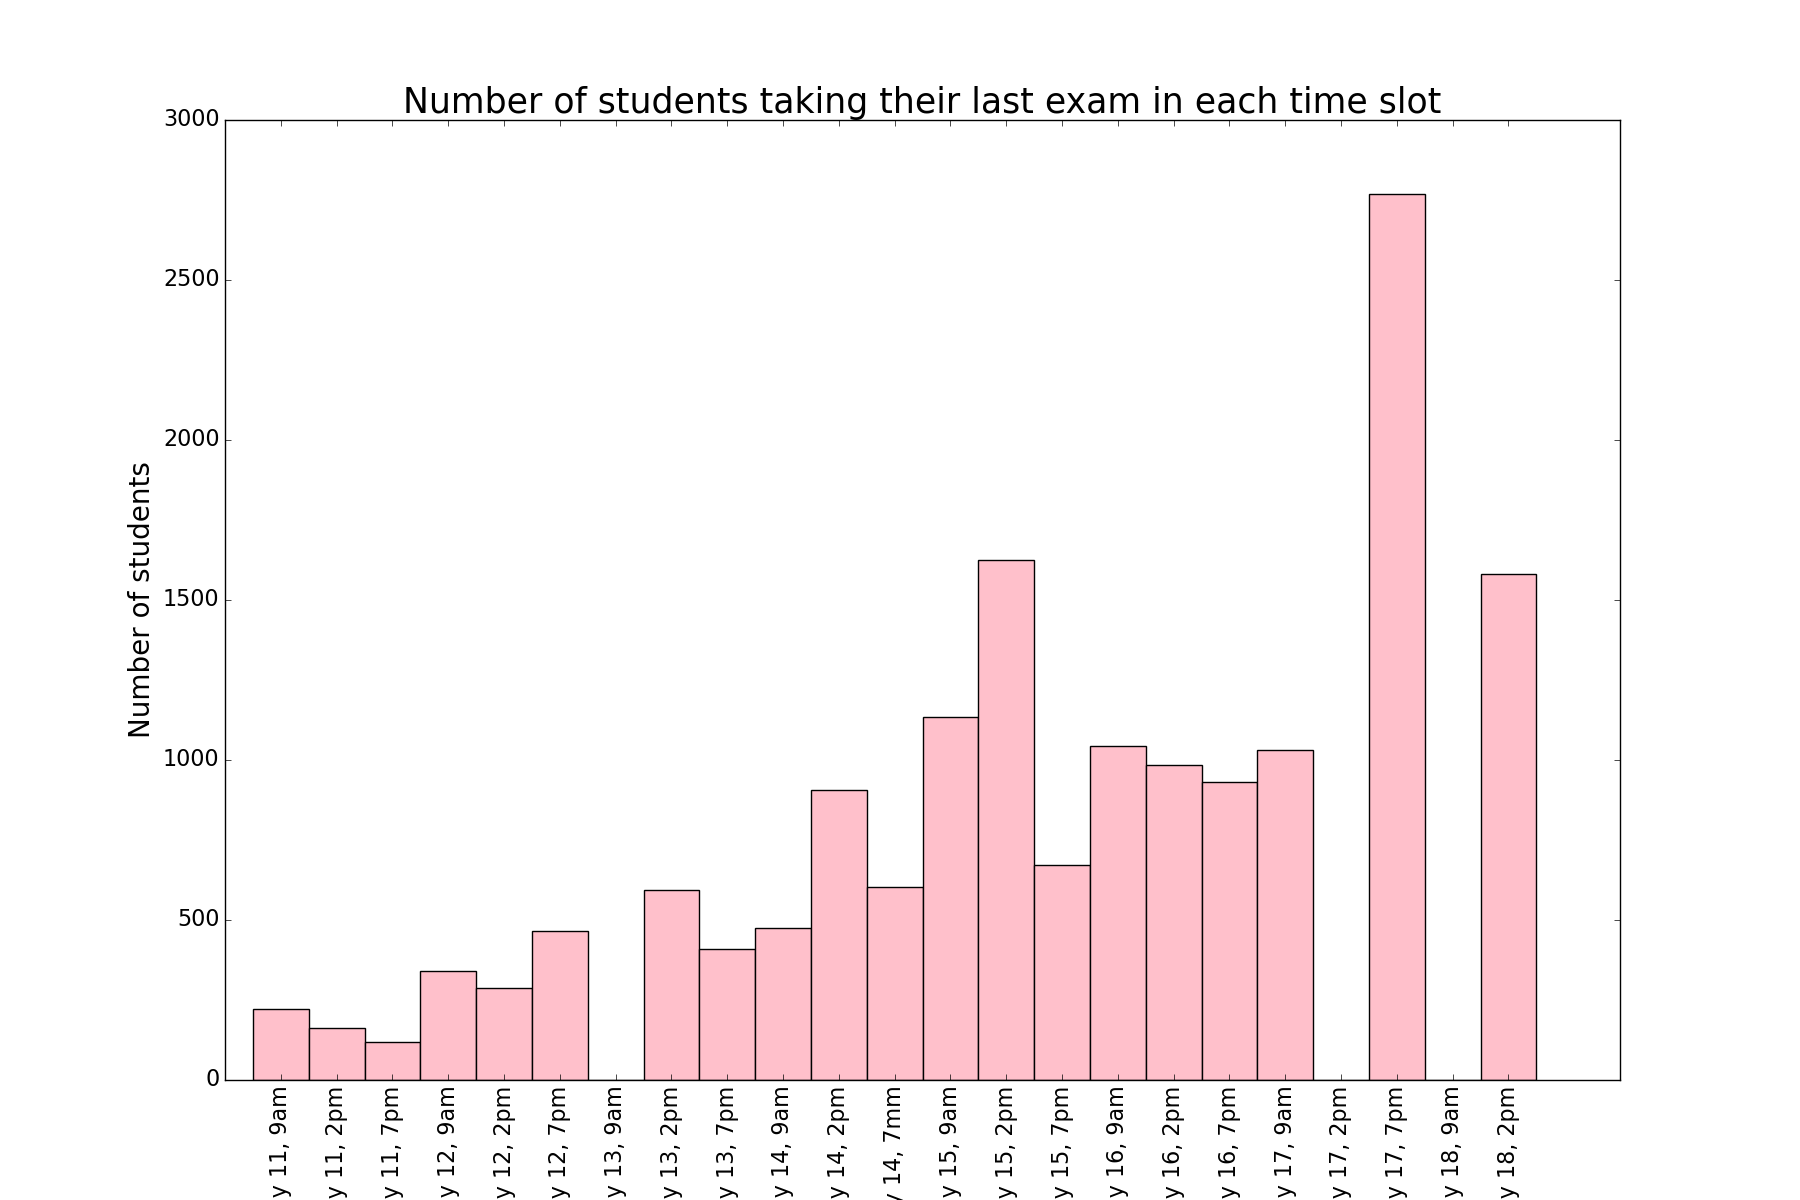 Number of students taking their last exam in each time slot
Number of students
3000
2500
2000
1500
1000
500
0
y 11, 9am
y 11, 2pm
y 11, 7pm
y 12, 9am
y 12, 2pm
y 12, 7pm
y 13, 9am
y 13, 2pm
y 13, 7pm
y 14, 9am
y 14, 2pm
y 14, 7mm
y 15, 9am
y 15, 2pm
y 15, 7pm
y 16, 9am
y 16, 2pm
y 16, 7pm
y 17, 9am
y 17, 2pm
y 17, 7pm
y 18, 9am
y 18, 2pm